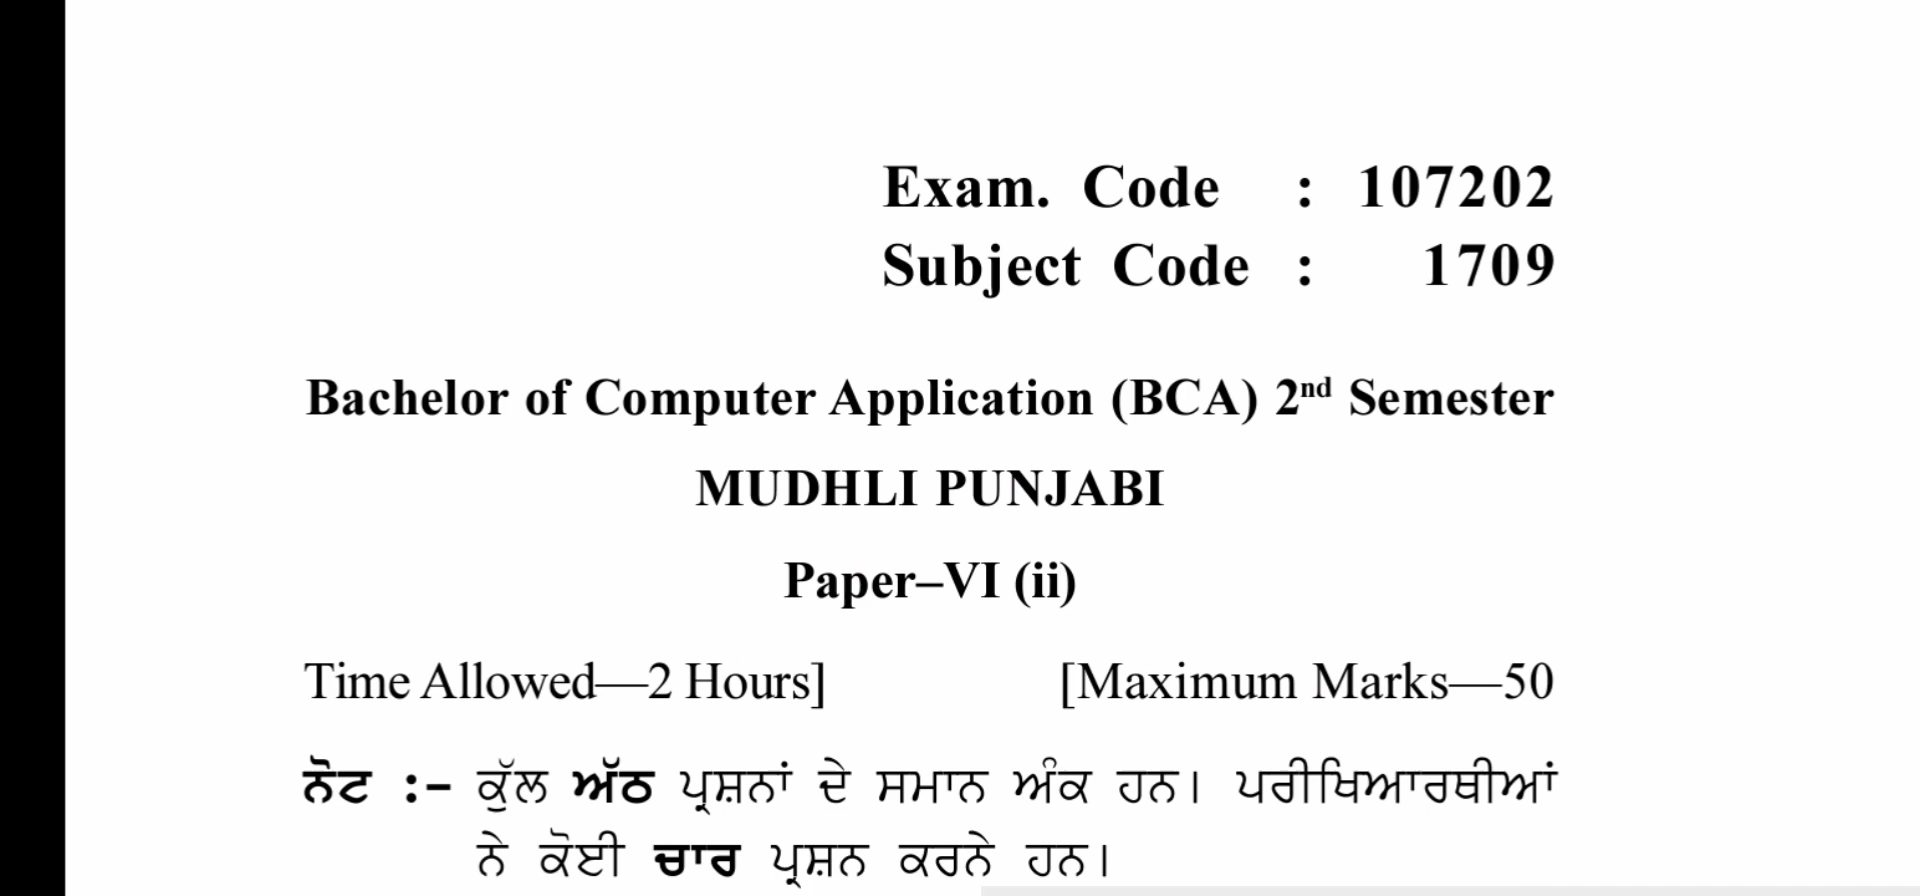 Exam. Code : 107202
Subject Code : 1709
Bachelor of Computer Application (BCA) 2nd Semester
MUDHLI PUNJABI
Paper–VI (ii)
Time Allowed—2 Hours] [Maximum Marks—50
ਨੋਟ :– ਕੁੱਲ ਅੱਠ ਪ੍ਰਸ਼ਨਾਂ ਦੇ ਸਮਾਨ ਅੰਕ ਹਨ। ਪਰੀਖਿਆਰਥੀਆਂ
ਨੇ ਕੋਈ ਚਾਰ ਪ੍ਰਸ਼ਨ ਕਰਨੇ ਹਨ।